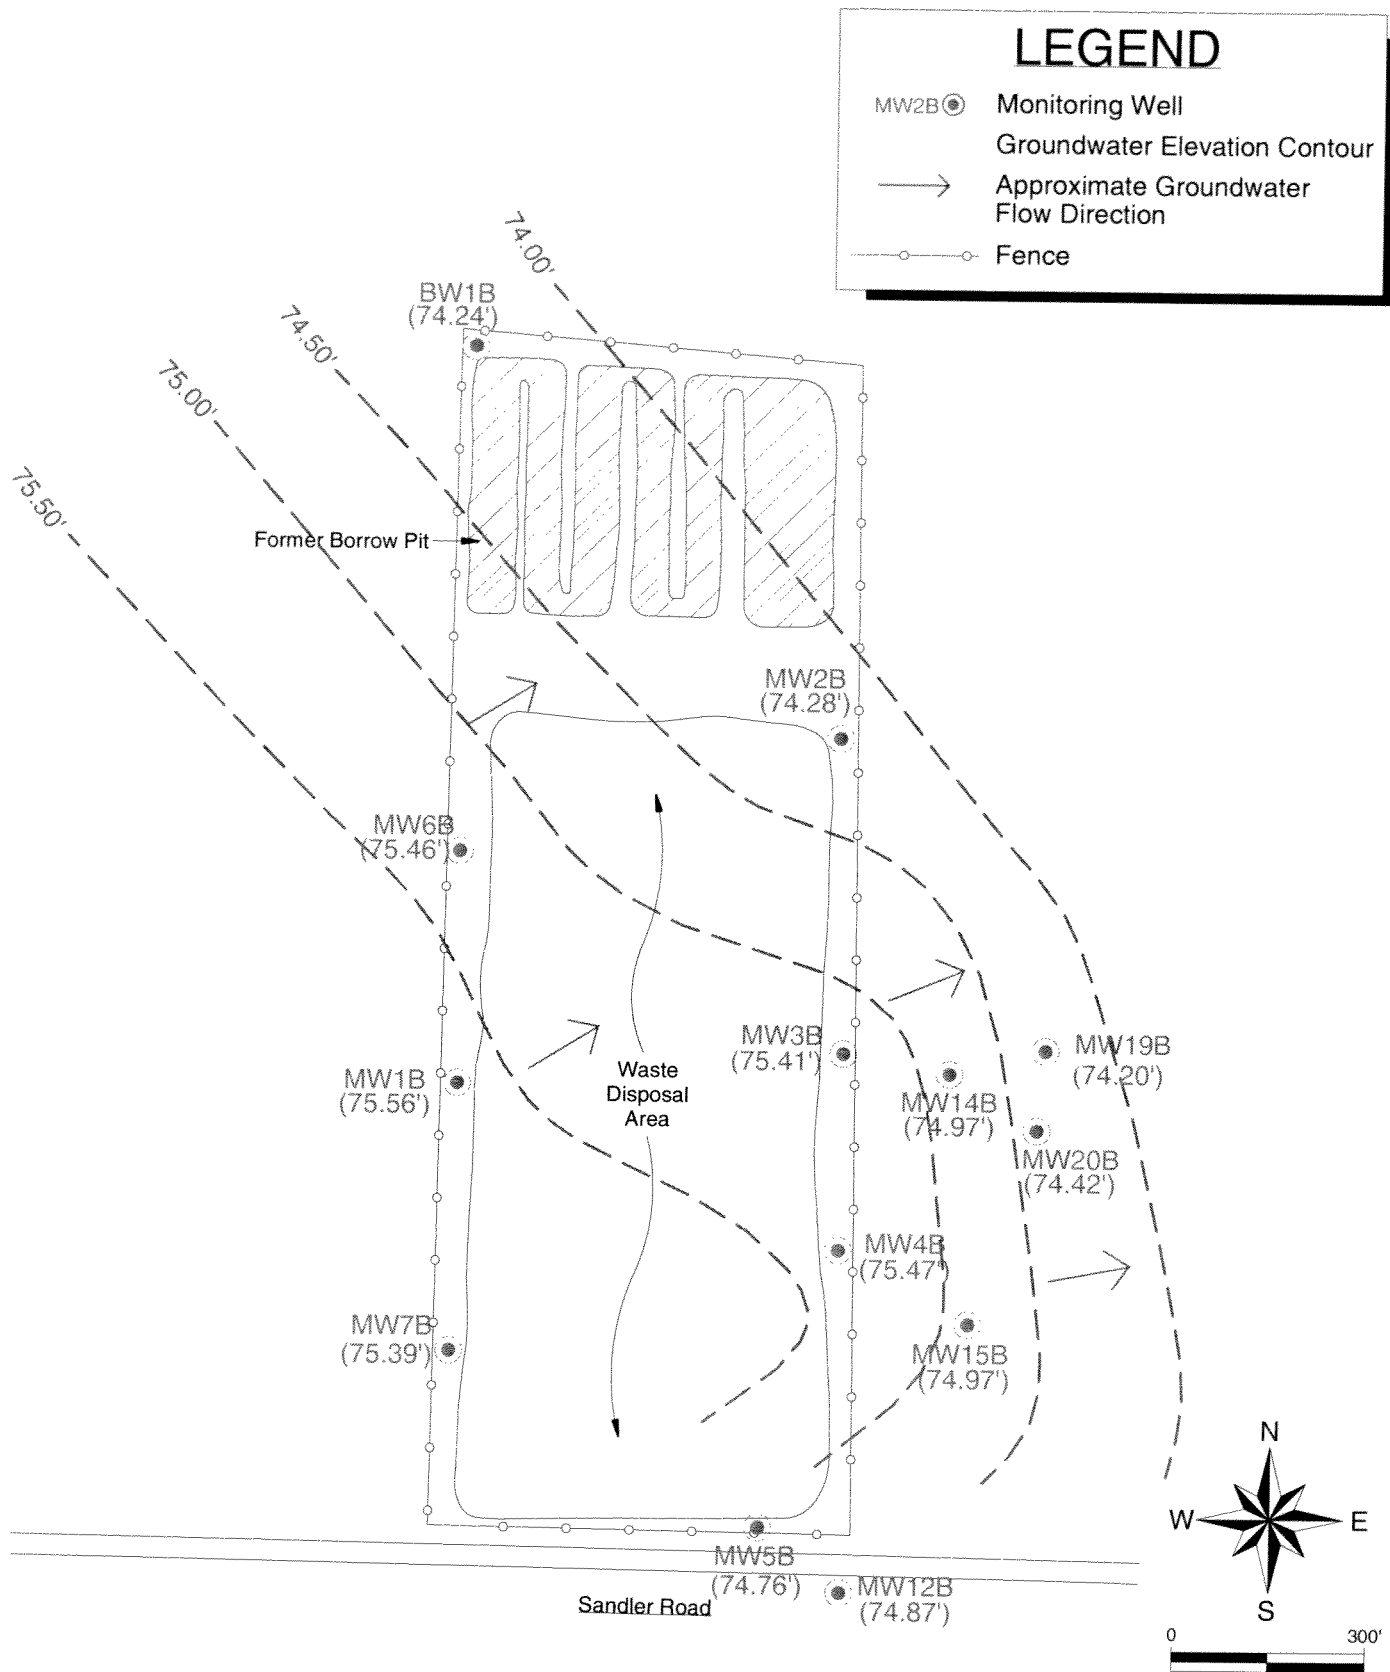 LEGEND
MW2B
Monitoring Well
Groundwater Elevation Contour
Approximate Groundwater
Flow Direction
Fence
74.00'
BW1B
(74.24')
74.50'
75.00'
75.50'
Former Borrow Pit
MW2B
(74.28')
MW6B
(75.46')
MW3B
(75.41')
MW19B
(74.20')
Waste
Disposal
Area
MW1B
(75.56')
MW14B
(74.97')
MW20B
(74.42')
MW4B
(75.47')
MW7B
(75.39')
MW15B
(74.97')
N
W
E
S
MW5B
(74.76')
MW12B
(74.87')
Sandler Road
0
300'